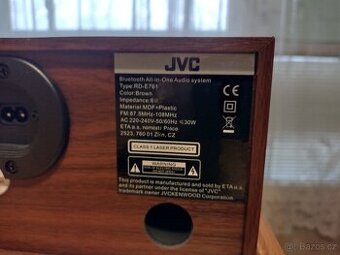 JVC
Bluetooth All-in-One Audio system
Type: RD-E761
Color: Brown
Impedance: 8Ω
Material: MDF+Plastic
FM 87.5MHz-108MHz
AC 220-240V-50/60Hz ≤30W
ETA a.s. náměstí Práce
2523, 760 01 Zlín, CZ
CLASS 1 LASER PRODUCT
WARNING
This product is manufactured and sold by ETA a.s.
and its partner under the license of "JVC"
Trademark owner JVCKENWOOD Corporation.